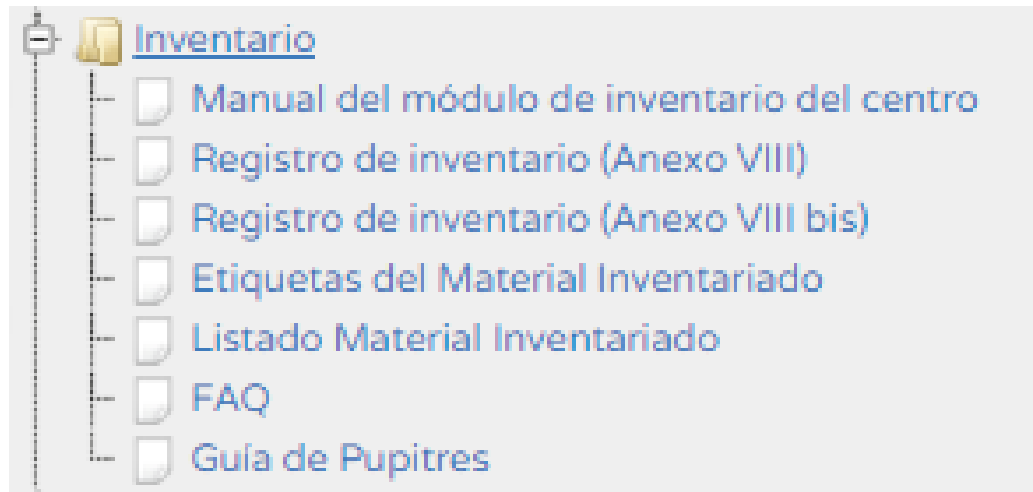 Inventario
Manual del módulo de inventario del centro
Registro de inventario (Anexo VIII)
Registro de inventario (Anexo VIII bis)
Etiquetas del Material Inventariado
Listado Material Inventariado
FAQ
Guía de Pupitres